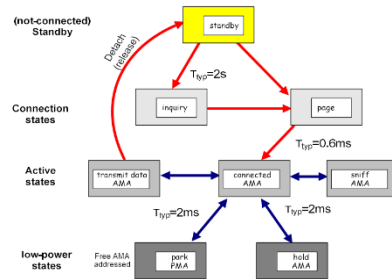 (not-connected)
Standby
standby
Detach
(release)
Ttyp=2s
Connection
states
inquiry
page
Ttyp=0.6ms
Active
states
transmit data
AMA
connected
AMA
sniff
AMA
Ttyp=2ms
Ttyp=2ms
low-power
states
Free AMA
addressed
park
PMA
hold
AMA